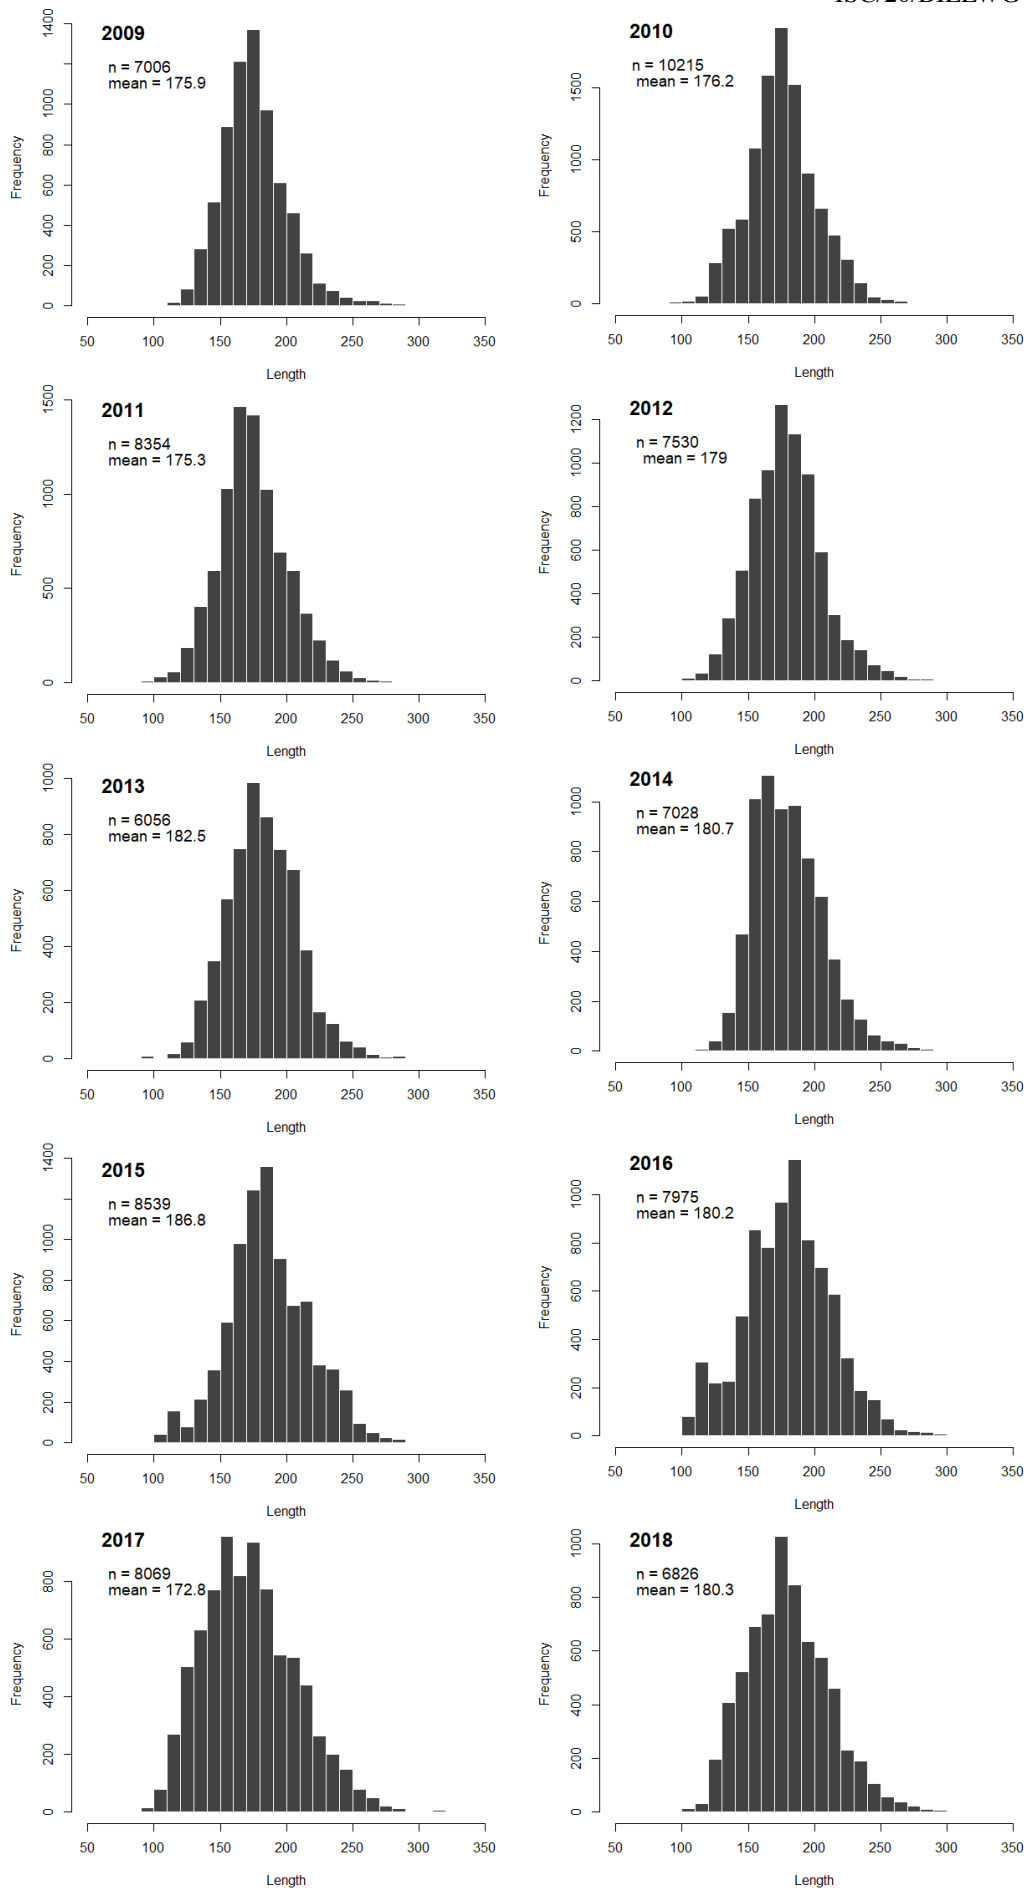 2009
n = 7006
mean = 175.9
Frequency
0 200 400 600 800 1000 1400
50 100 150 200 250 300 350
Length
2010
n = 10215
mean = 176.2
Frequency
0 500 1000 1500
50 100 150 200 250 300 350
Length
2011
n = 8354
mean = 175.3
Frequency
0 500 1000 1500
50 100 150 200 250 300 350
Length
2012
n = 7530
mean = 179
Frequency
0 200 400 600 800 1000 1200
50 100 150 200 250 300 350
Length
2013
n = 6056
mean = 182.5
Frequency
0 200 400 600 800 1000
50 100 150 200 250 300 350
Length
2014
n = 7028
mean = 180.7
Frequency
0 200 400 600 800 1000
50 100 150 200 250 300 350
Length
2015
n = 8539
mean = 186.8
Frequency
0 200 400 600 800 1000 1400
50 100 150 200 250 300 350
Length
2016
n = 7975
mean = 180.2
Frequency
0 200 400 600 800 1000
50 100 150 200 250 300 350
Length
2017
n = 8069
mean = 172.8
Frequency
0 200 400 600 800
50 100 150 200 250 300 350
Length
2018
n = 6826
mean = 180.3
Frequency
0 200 400 600 800 1000
50 100 150 200 250 300 350
Length